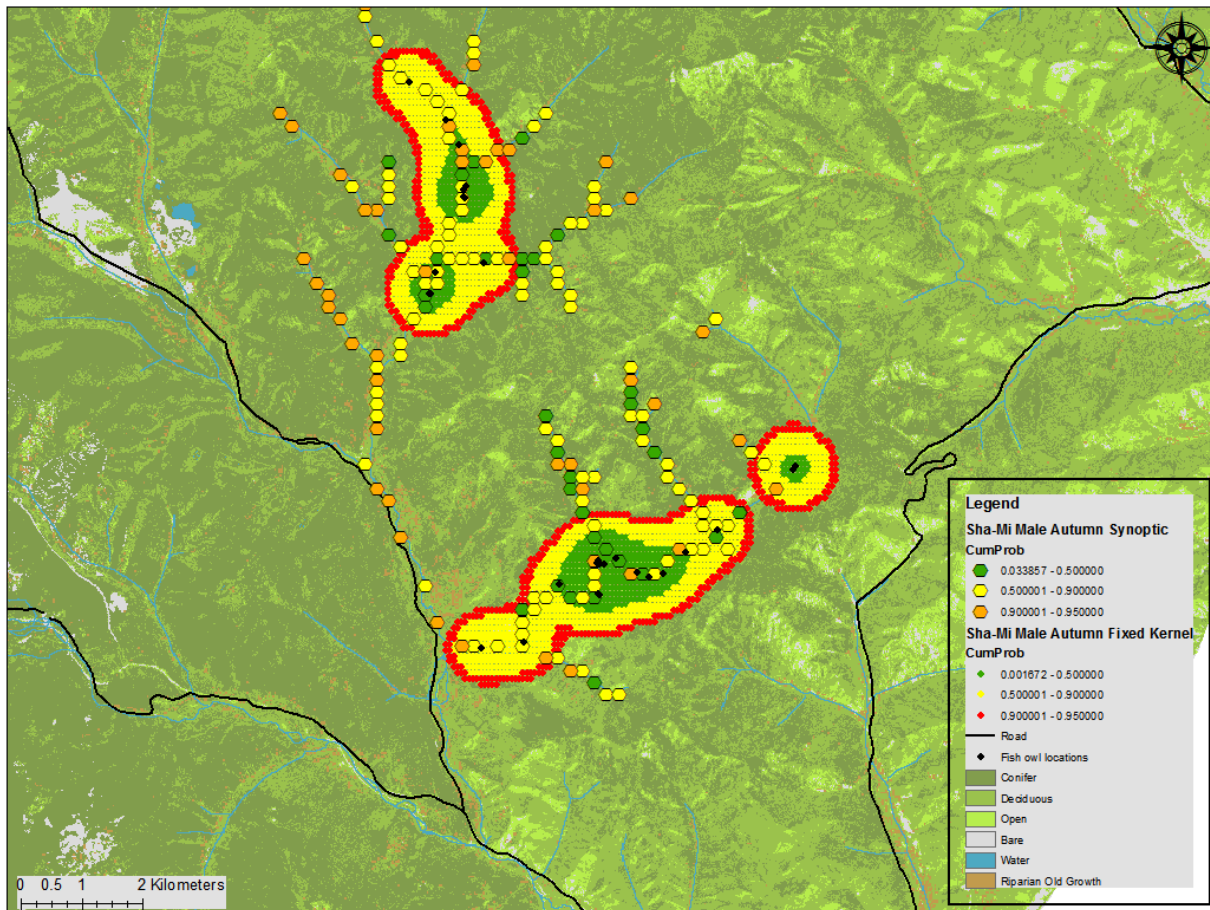 Legend
Sha-Mi Male Autumn Synoptic
CumProb
0.033857 - 0.500000
0.500001 - 0.900000
0.900001 - 0.950000
Sha-Mi Male Autumn Fixed Kernel
CumProb
0.001672 - 0.500000
0.500001 - 0.900000
0.900001 - 0.950000
Road
Fish owl locations
Conifer
Deciduous
Open
Bare
Water
Riparian Old Growth
0 0.5 1 2 Kilometers